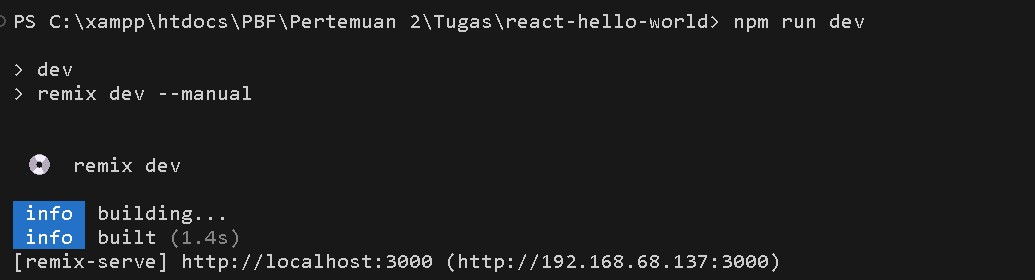 PS C:\xampp\htdocs\PBF\Pertemuan 2\Tugas\react-hello-world> npm run dev
> dev
> remix dev --manual
remix dev
info building...
info built (1.4s)
[remix-serve] http://localhost:3000 (http://192.168.68.137:3000)